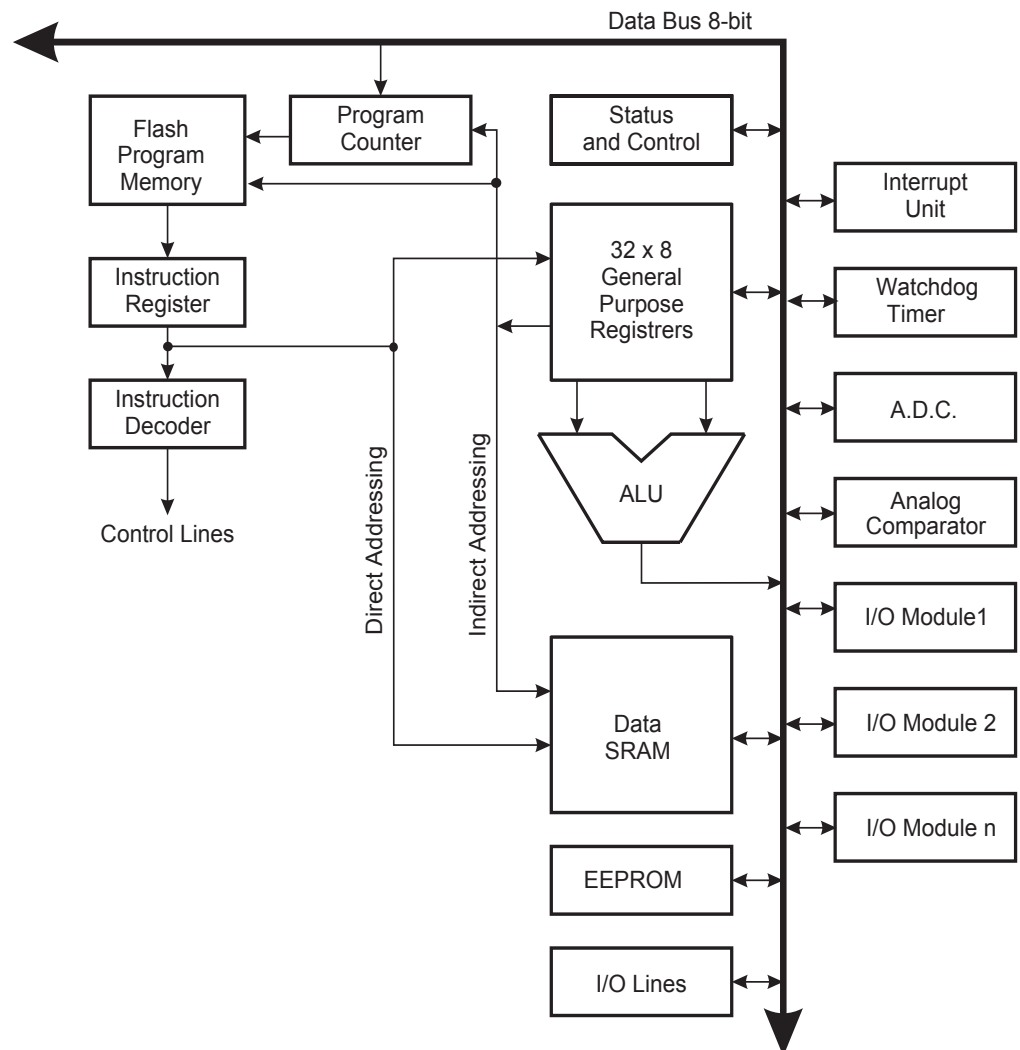 Data Bus 8-bit
Flash
Program
Memory
Program
Counter
Status
and Control
Interrupt
Unit
32 x 8
General
Purpose
Registrers
Instruction
Register
Watchdog
Timer
Instruction
Decoder
A.D.C.
Control Lines
Direct Addressing
Indirect Addressing
ALU
Analog
Comparator
I/O Module1
Data
SRAM
I/O Module 2
I/O Module n
EEPROM
I/O Lines